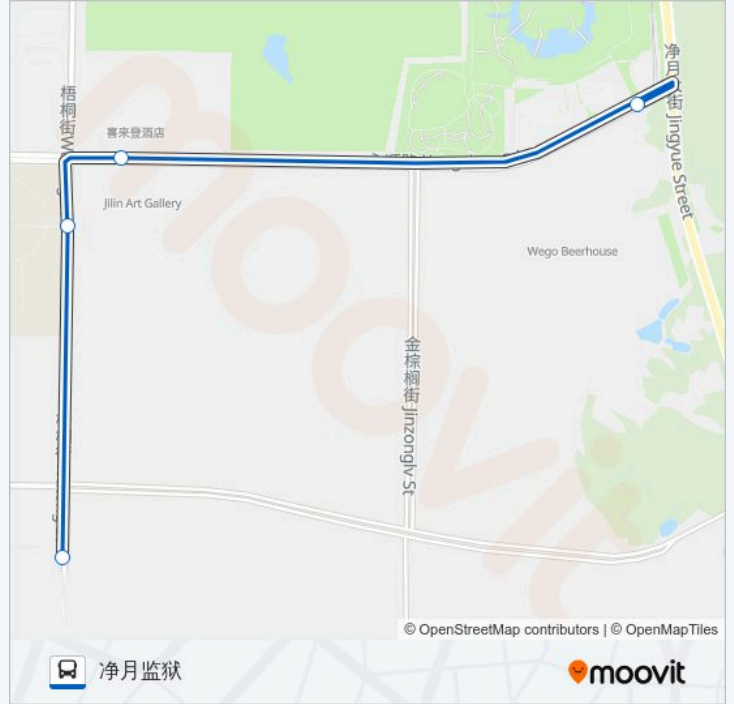 净月大街 Jingyue Street
梧桐街
喜来登酒店
Jilin Art Gallery
Wego Beerhouse
金棕榈街 Jinzonglv St
moovit
© OpenStreetMap contributors | © OpenMapTiles
净月监狱
moovit